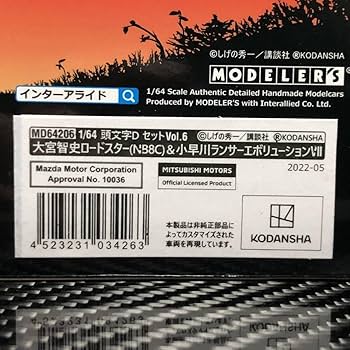 ©しげの秀一／講談社 ®KODANSHA
MODELER'S
インターアライド
1/64 Scale Authentic Detailed Handmade Modelcars
Produced by MODELER'S with Interallied Co. Ltd.
MD64206 1/64 頭文字D セットVol.6 ©しげの秀一／講談社 ®KODANSHA
大宮智史ロードスター(NB8C)&小早川ランサーエボリューションVII
Mazda Motor Corporation
Approval No. 10036
MITSUBISHI MOTORS
Official Licensed Product
2022-05
4 523231 034263
本製品は非純正部品に
よってカスタマイズされた
車両を再現しています。
KODANSHA